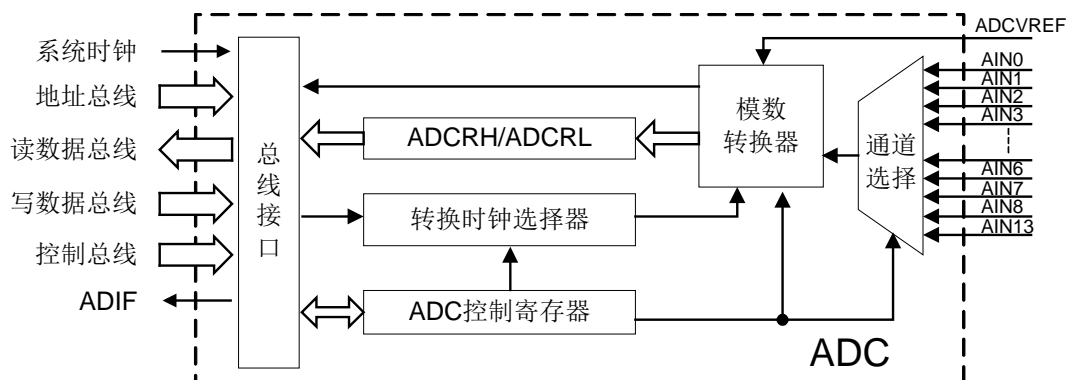 系统时钟
地址总线
读数据总线
写数据总线
控制总线
ADIF
总线接口
ADCRH/ADCRL
转换时钟选择器
ADC控制寄存器
模数
转换器
通道
选择
ADCVREF
AIN0
AIN1
AIN2
AIN3
AIN6
AIN7
AIN8
AIN13
ADC